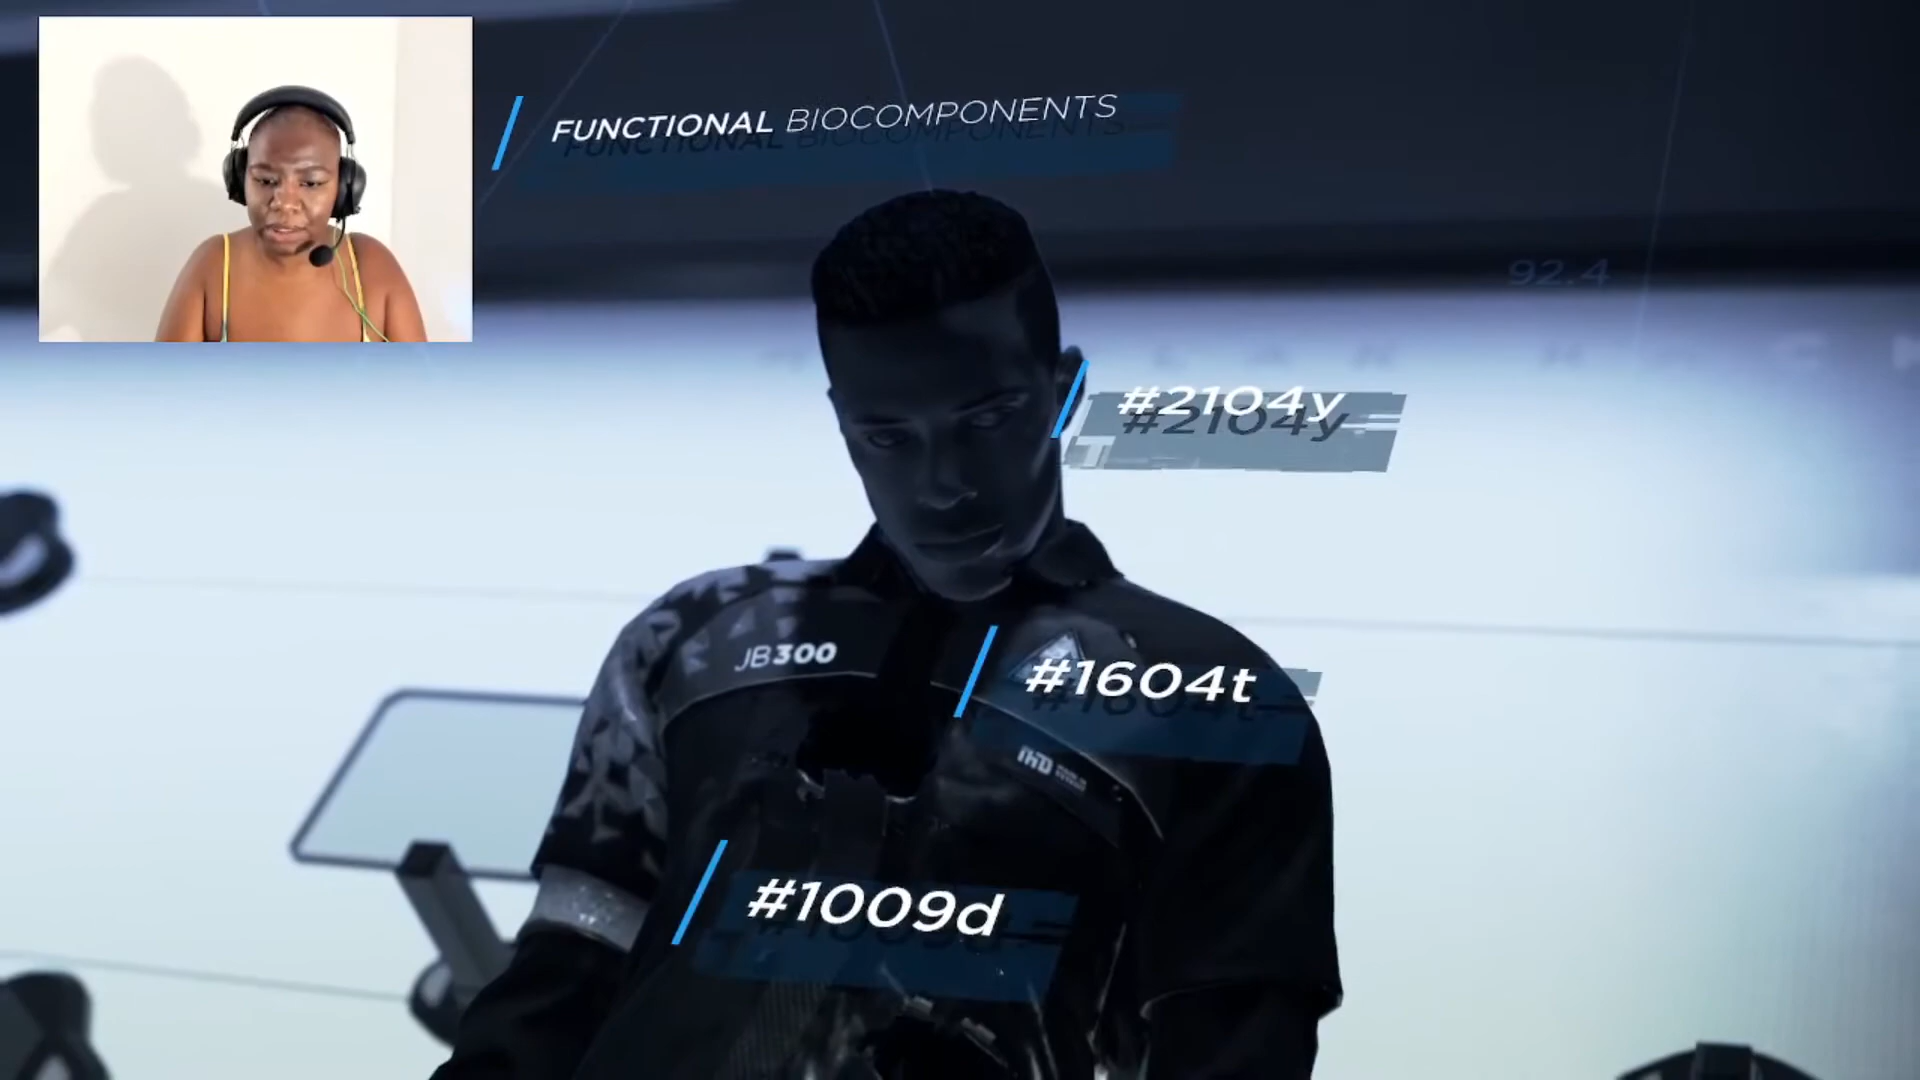 FUNCTIONAL BIOCOMPONENTS
92.4
#2104y
JB300
#1604t
#1009d